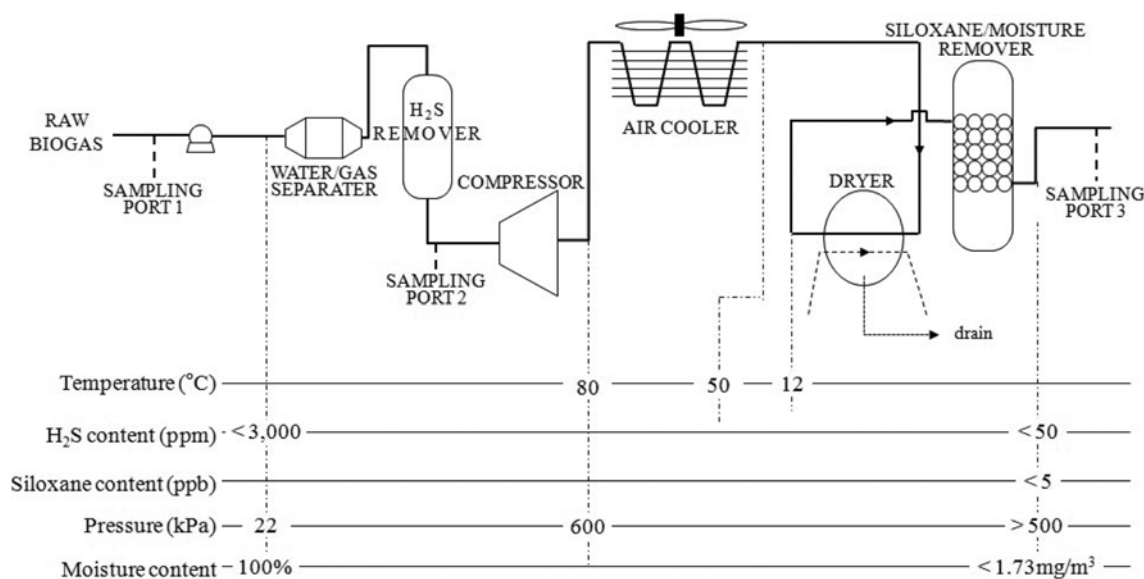 SILOXANE/MOISTURE
REMOVER
RAW
BIOGAS
H₂S
REMOVER
AIR COOLER
SAMPLING
PORT 1
WATER/GAS
SEPARATER
COMPRESSOR
DRYER
SAMPLING
PORT 3
SAMPLING
PORT 2
drain
Temperature (°C) 80 50 12
H₂S content (ppm) < 3,000 < 50
Siloxane content (ppb) < 5
Pressure (kPa) 22 600 > 500
Moisture content 100% < 1.73mg/m³